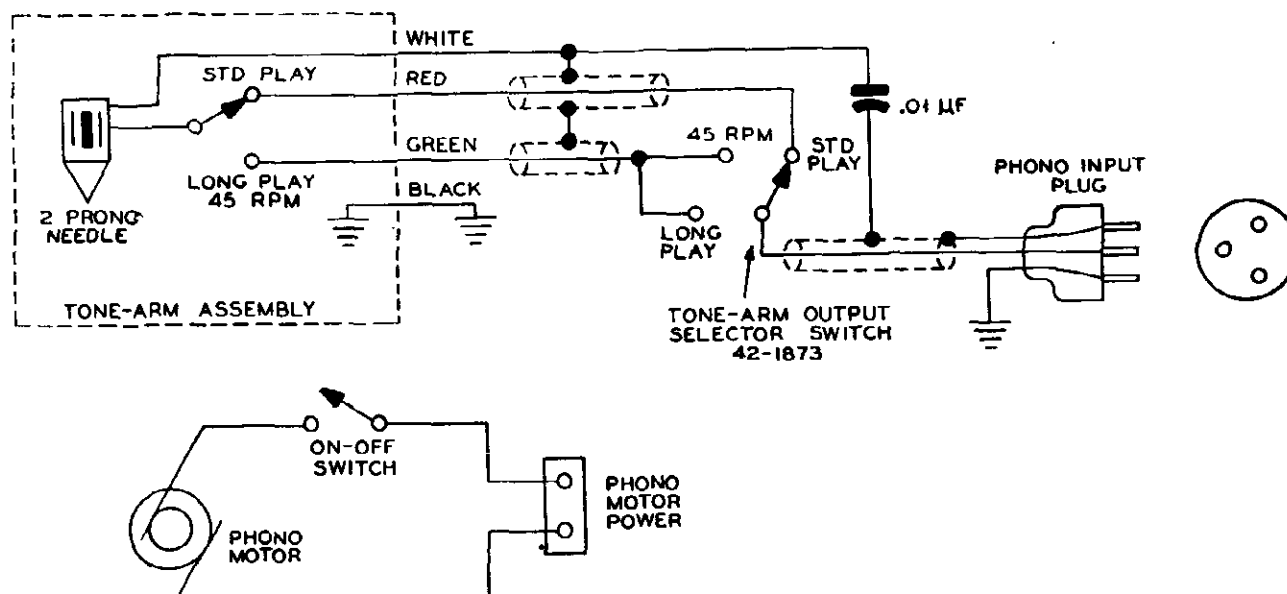 WHITE
STD PLAY
RED
.01 µF
45 RPM
STD
PLAY
GREEN
PHONO INPUT
PLUG
LONG PLAY
45 RPM
BLACK
2 PRONG
NEEDLE
LONG
PLAY
TONE-ARM ASSEMBLY
TONE-ARM OUTPUT
SELECTOR SWITCH
42-1873
ON-OFF
SWITCH
PHONO
MOTOR
POWER
PHONO
MOTOR